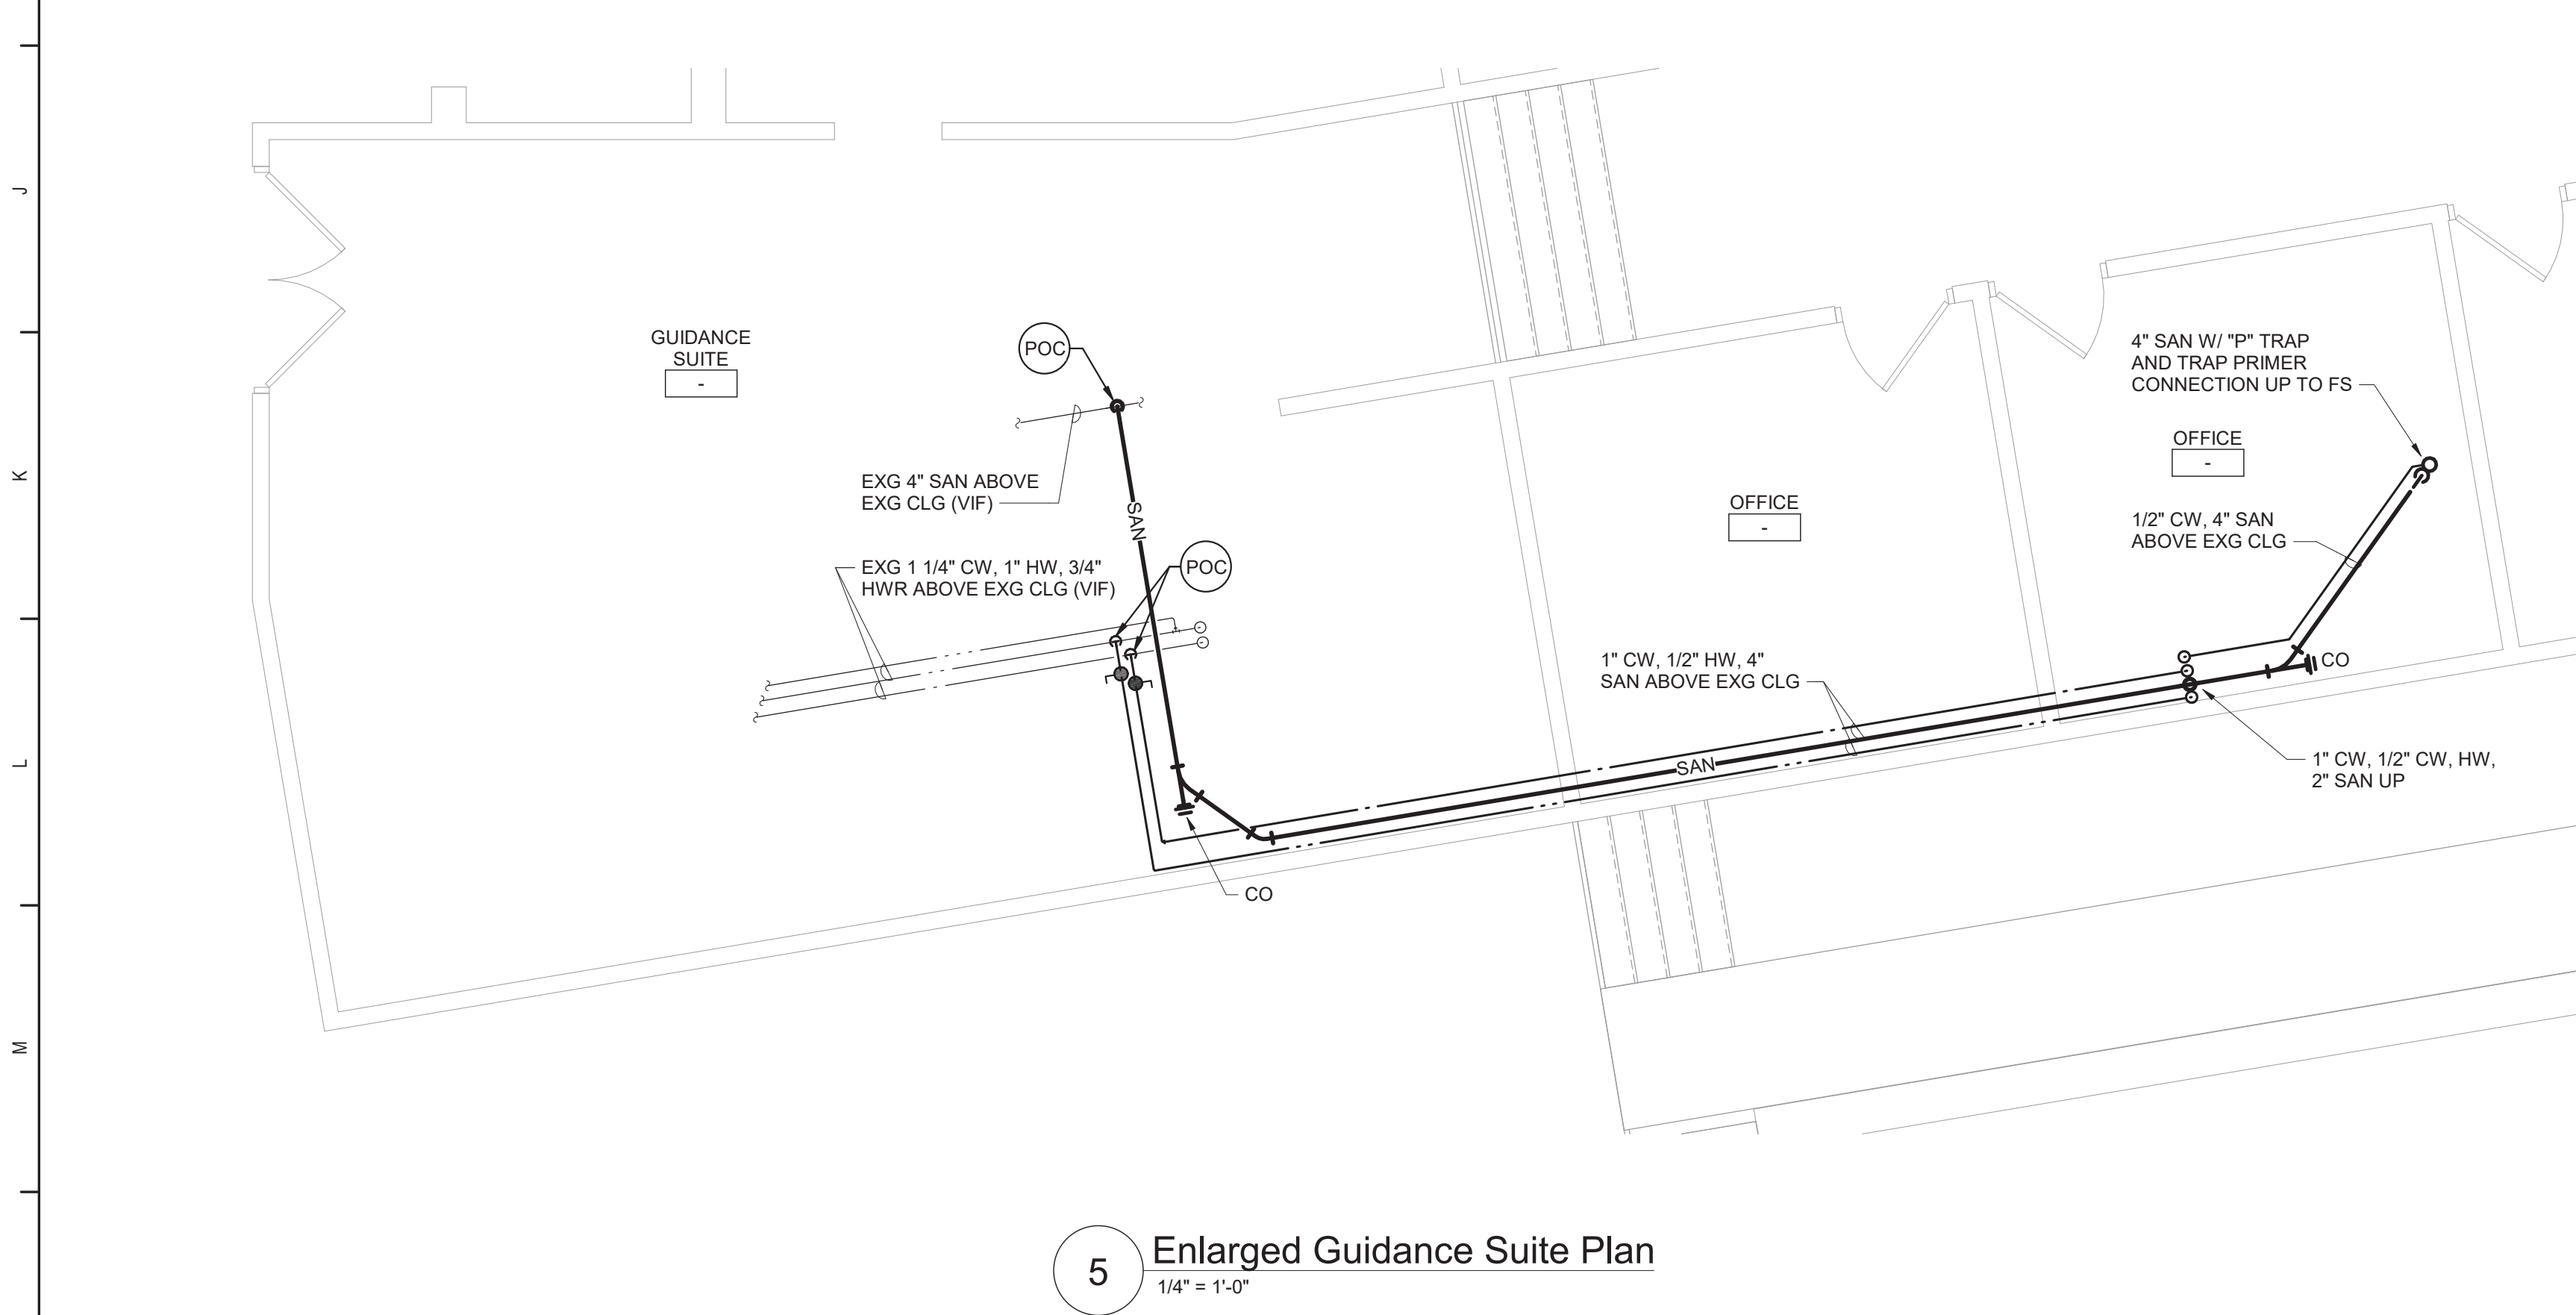 J
K
L
M
GUIDANCE
SUITE
-
POC
EXG 4" SAN ABOVE
EXG CLG (VIF)
SAN
POC
EXG 1 1/4" CW, 1" HW, 3/4"
HWR ABOVE EXG CLG (VIF)
OFFICE
-
4" SAN W/ "P" TRAP
AND TRAP PRIMER
CONNECTION UP TO FS
OFFICE
-
1/2" CW, 4" SAN
ABOVE EXG CLG
1" CW, 1/2" HW, 4"
SAN ABOVE EXG CLG
CO
SAN
1" CW, 1/2" CW, HW,
2" SAN UP
CO
5
Enlarged Guidance Suite Plan
1/4" = 1'-0"